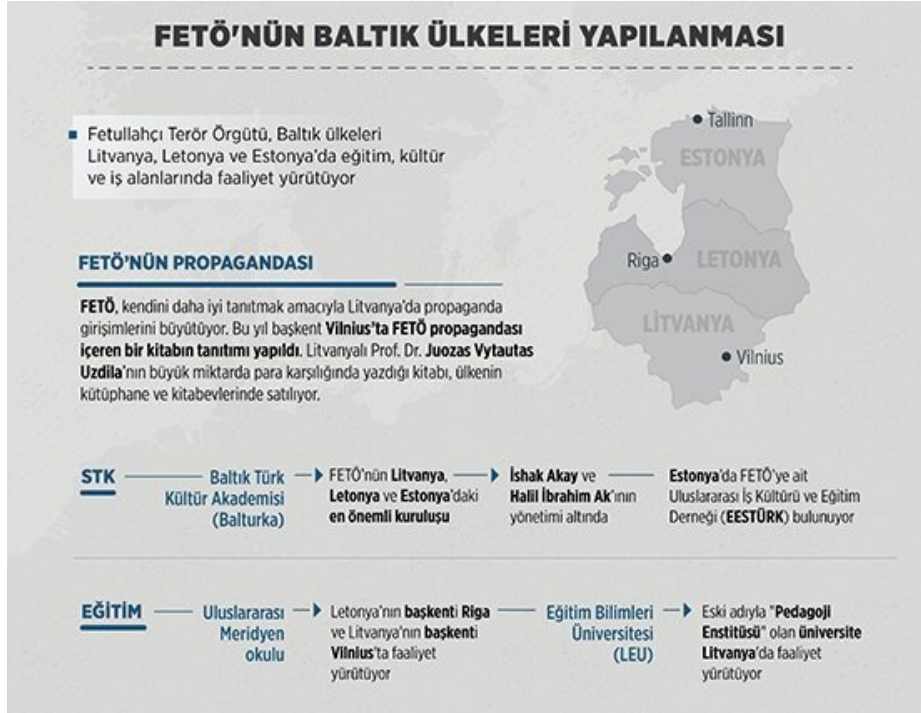 FETÖ'NÜN BALTIK ÜLKELERİ YAPILANMASI
Fetullahçı Terör Örgütü, Baltık ülkeleri
Litvanya, Letonya ve Estonya'da eğitim, kültür
ve iş alanlarında faaliyet yürütüyor
Tallinn
ESTONYA
Riga
LETONYA
LİTVANYA
Vilnius
FETÖ'NÜN PROPAGANDASI
FETÖ, kendini daha iyi tanıtmak amacıyla Litvanya'da propaganda
girişimlerini büyütüyor. Bu yıl başkent Vilnius'ta FETÖ propagandası
içeren bir kitabın tanıtımı yapıldı. Litvanyalı Prof. Dr. Juozas Vytautas
Uzdila'nın büyük miktarda para karşılığında yazdığı kitabı, ülkenin
kütüphane ve kitabevlerinde satılıyor.
STK
Baltık Türk
Kültür Akademisi
(Balturka)
FETÖ'nün Litvanya,
Letonya ve Estonya'daki
en önemli kuruluşu
İshak Akay ve
Halil İbrahim Ak'ının
yönetimi altında
Estonya'da FETÖ'ye ait
Uluslararası İş Kültürü ve Eğitim
Derneği (EESTÜRK) bulunuyor
EĞİTİM
Uluslararası
Meridyen
okulu
Letonya'nın başkenti Riga
ve Litvanya'nın başkenti
Vilnius'ta faaliyet
yürütüyor
Eğitim Bilimleri
Üniversitesi
(LEU)
Eski adıyla "Pedagoji
Enstitüsü" olan üniversite
Litvanya'da faaliyet
yürütüyor